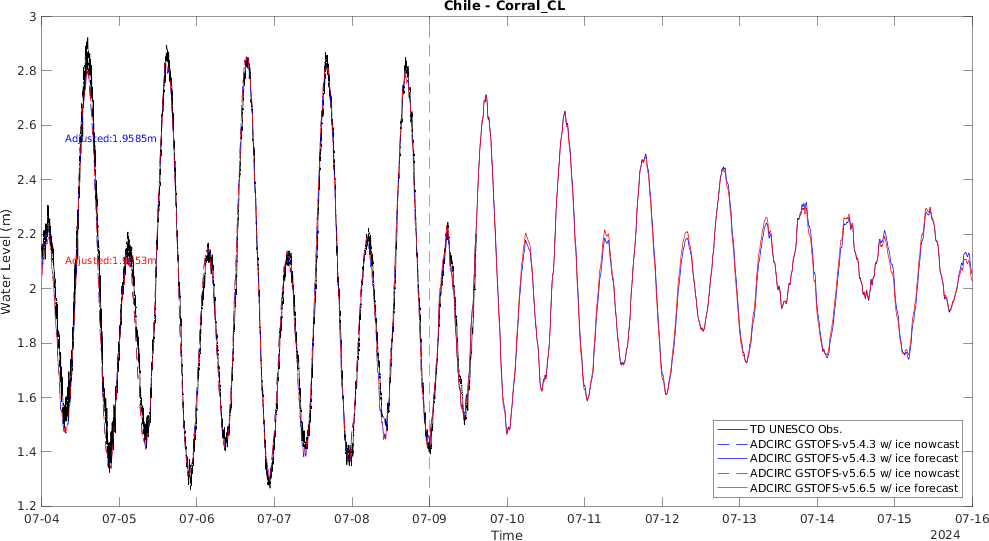 Chile - Corral_CL
3
2.8
2.6
2.4
2.2
2
1.8
1.6
1.4
1.2
Water Level (m)
Adjusted:1.9585m
TD UNESCO Obs.
ADCIRC GSTOFS-v5.4.3 w/ ice nowcast
ADCIRC GSTOFS-v5.4.3 w/ ice forecast
ADCIRC GSTOFS-v5.6.5 w/ ice nowcast
ADCIRC GSTOFS-v5.6.5 w/ ice forecast
07-04 07-05 07-06 07-07 07-08 07-09 07-10 07-11 07-12 07-13 07-14 07-15 07-16
Time
2024